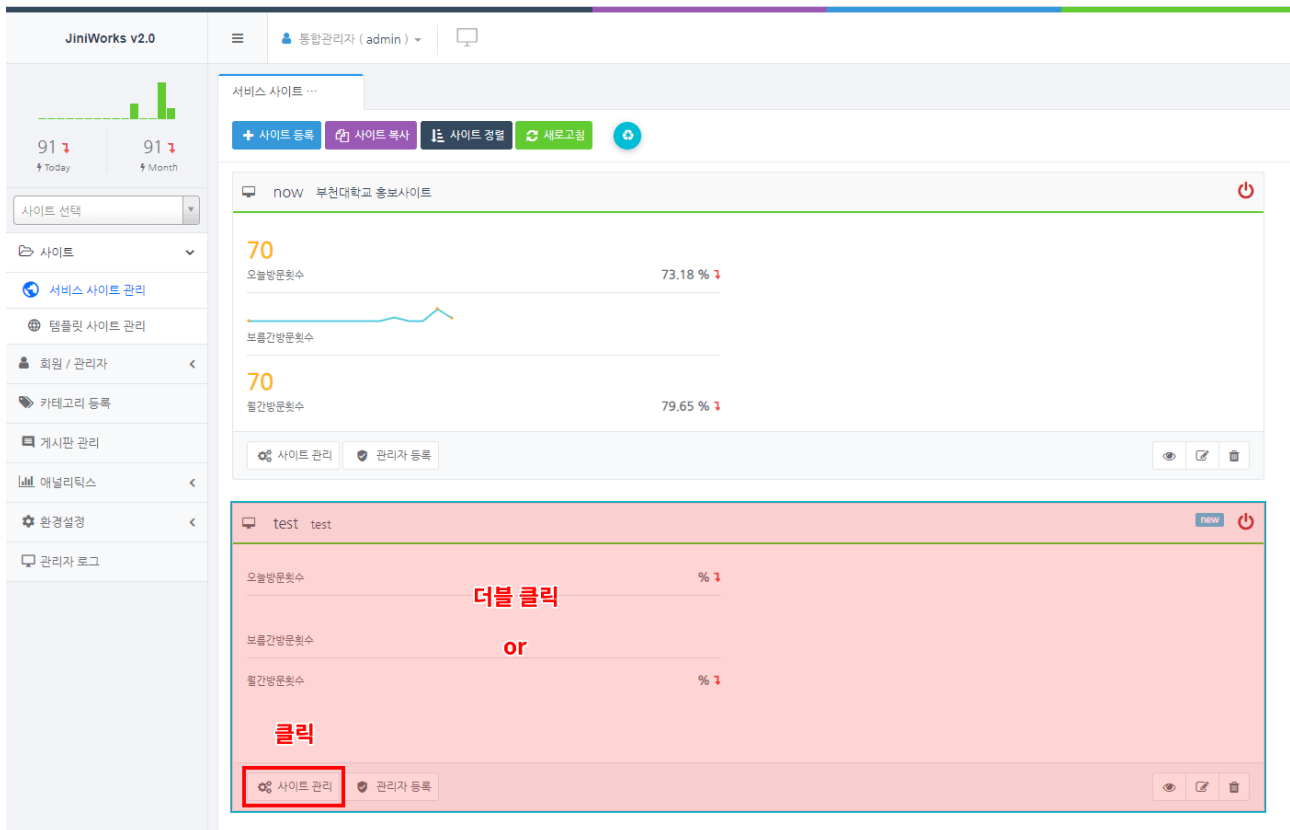 JiniWorks v2.0
통합관리자 ( admin )
91
Today
91
Month
사이트 선택
사이트
서비스 사이트 관리
템플릿 사이트 관리
회원 / 관리자
카테고리 등록
게시판 관리
애널리틱스
환경설정
관리자 로그
서비스 사이트 ···
사이트 등록 사이트 복사 사이트 정렬 새로고침
now 부천대학교 홍보사이트
70
오늘방문횟수 73.18 %
보름간방문횟수
70
월간방문횟수 79.65 %
사이트 관리 관리자 등록
test test new
오늘방문횟수 %
더블 클릭
보름간방문횟수
or
월간방문횟수 %
클릭
사이트 관리 관리자 등록